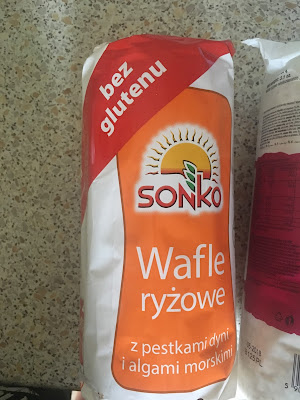 bez
glutenu
SONKO
Wafle
ryżowe
z pestkami dyni
i algami morskimi